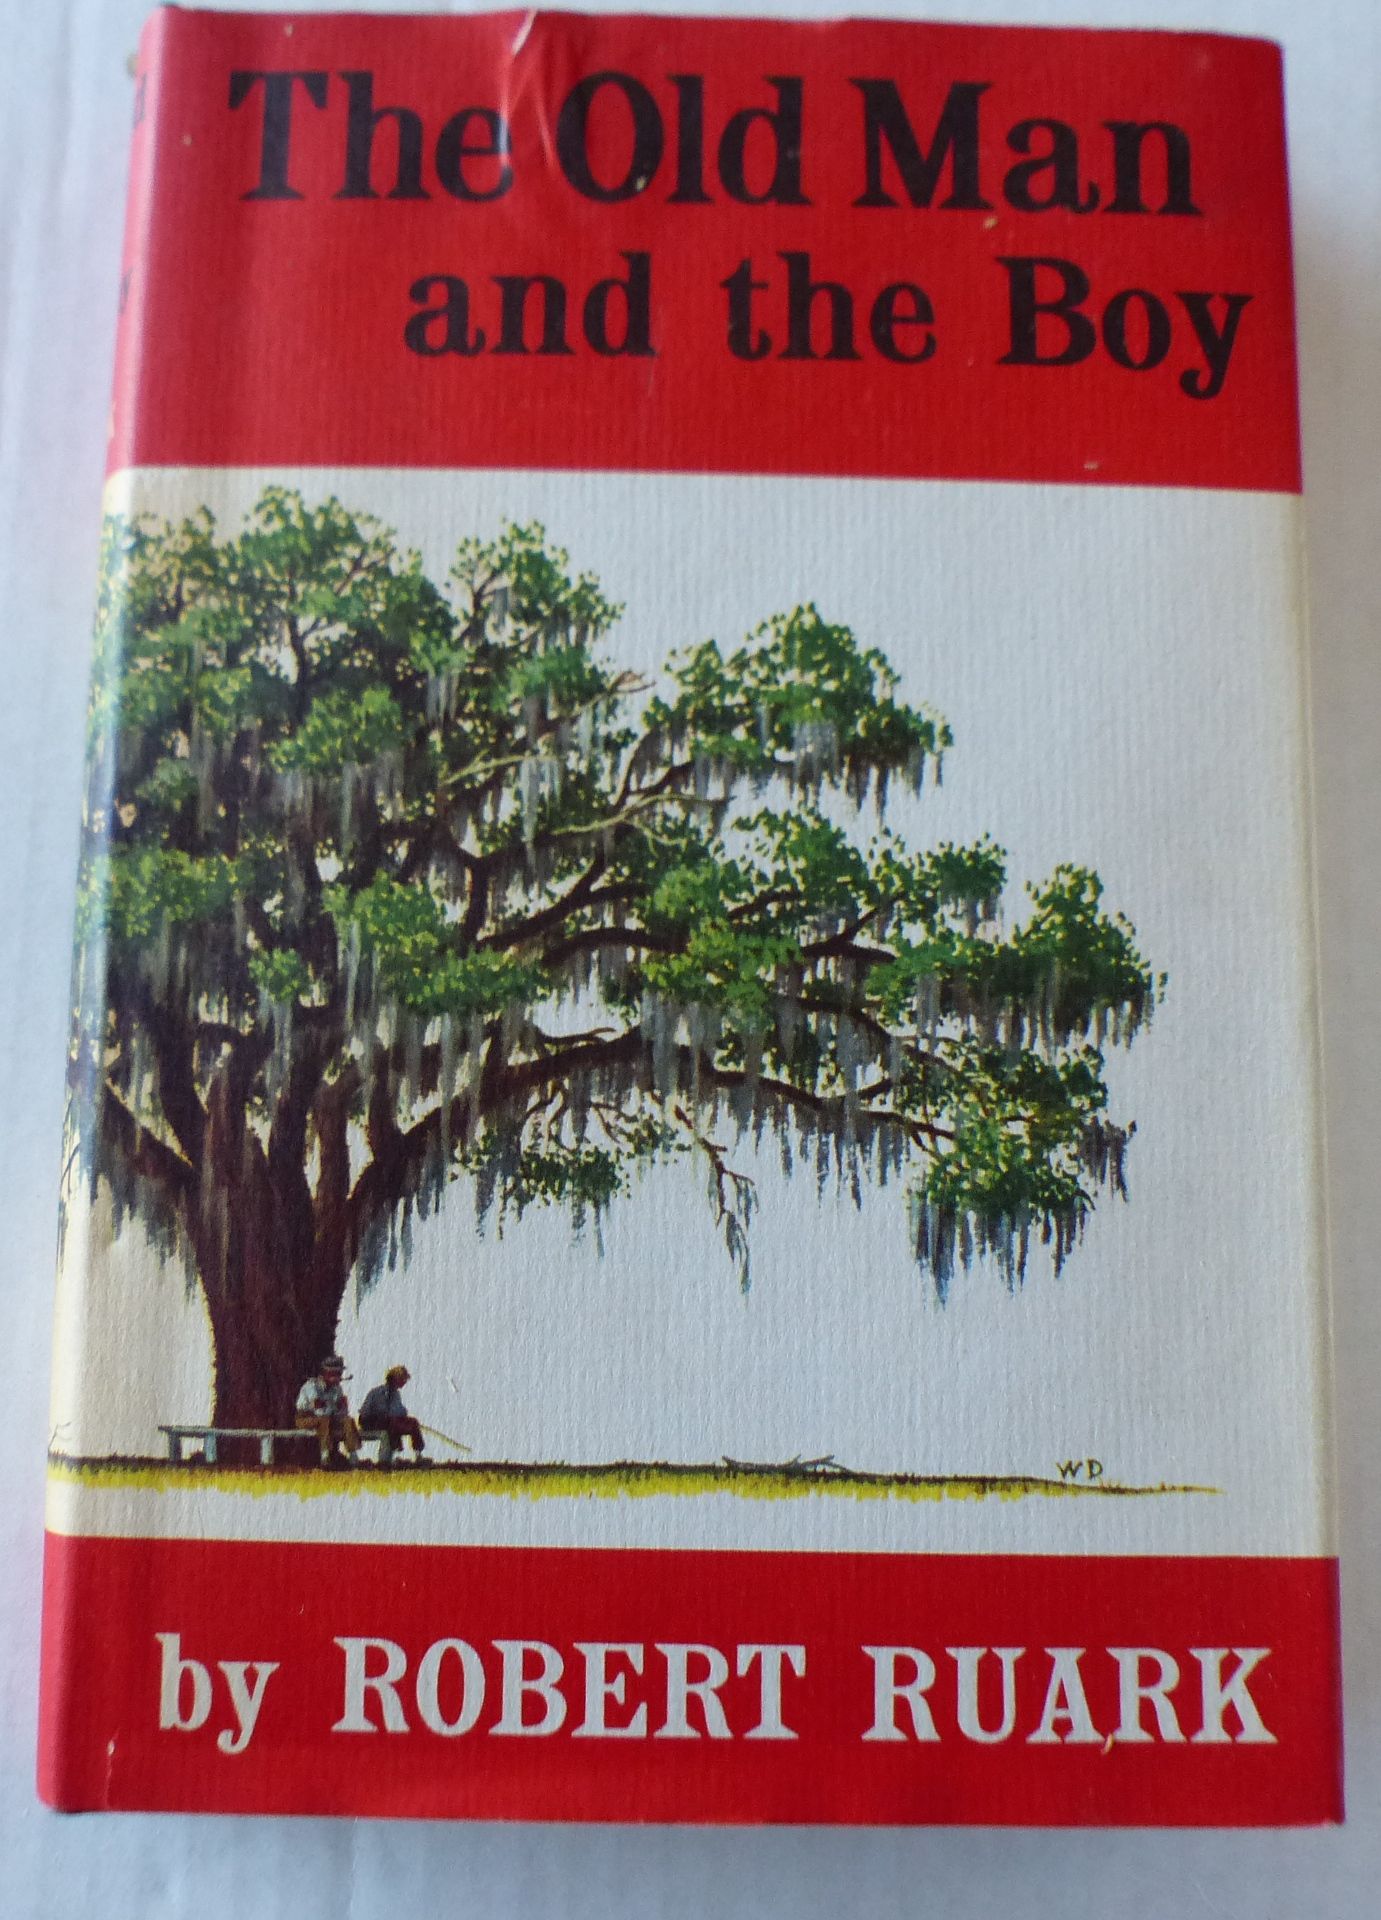 The Old Man
and the Boy
WD
by ROBERT RUARK